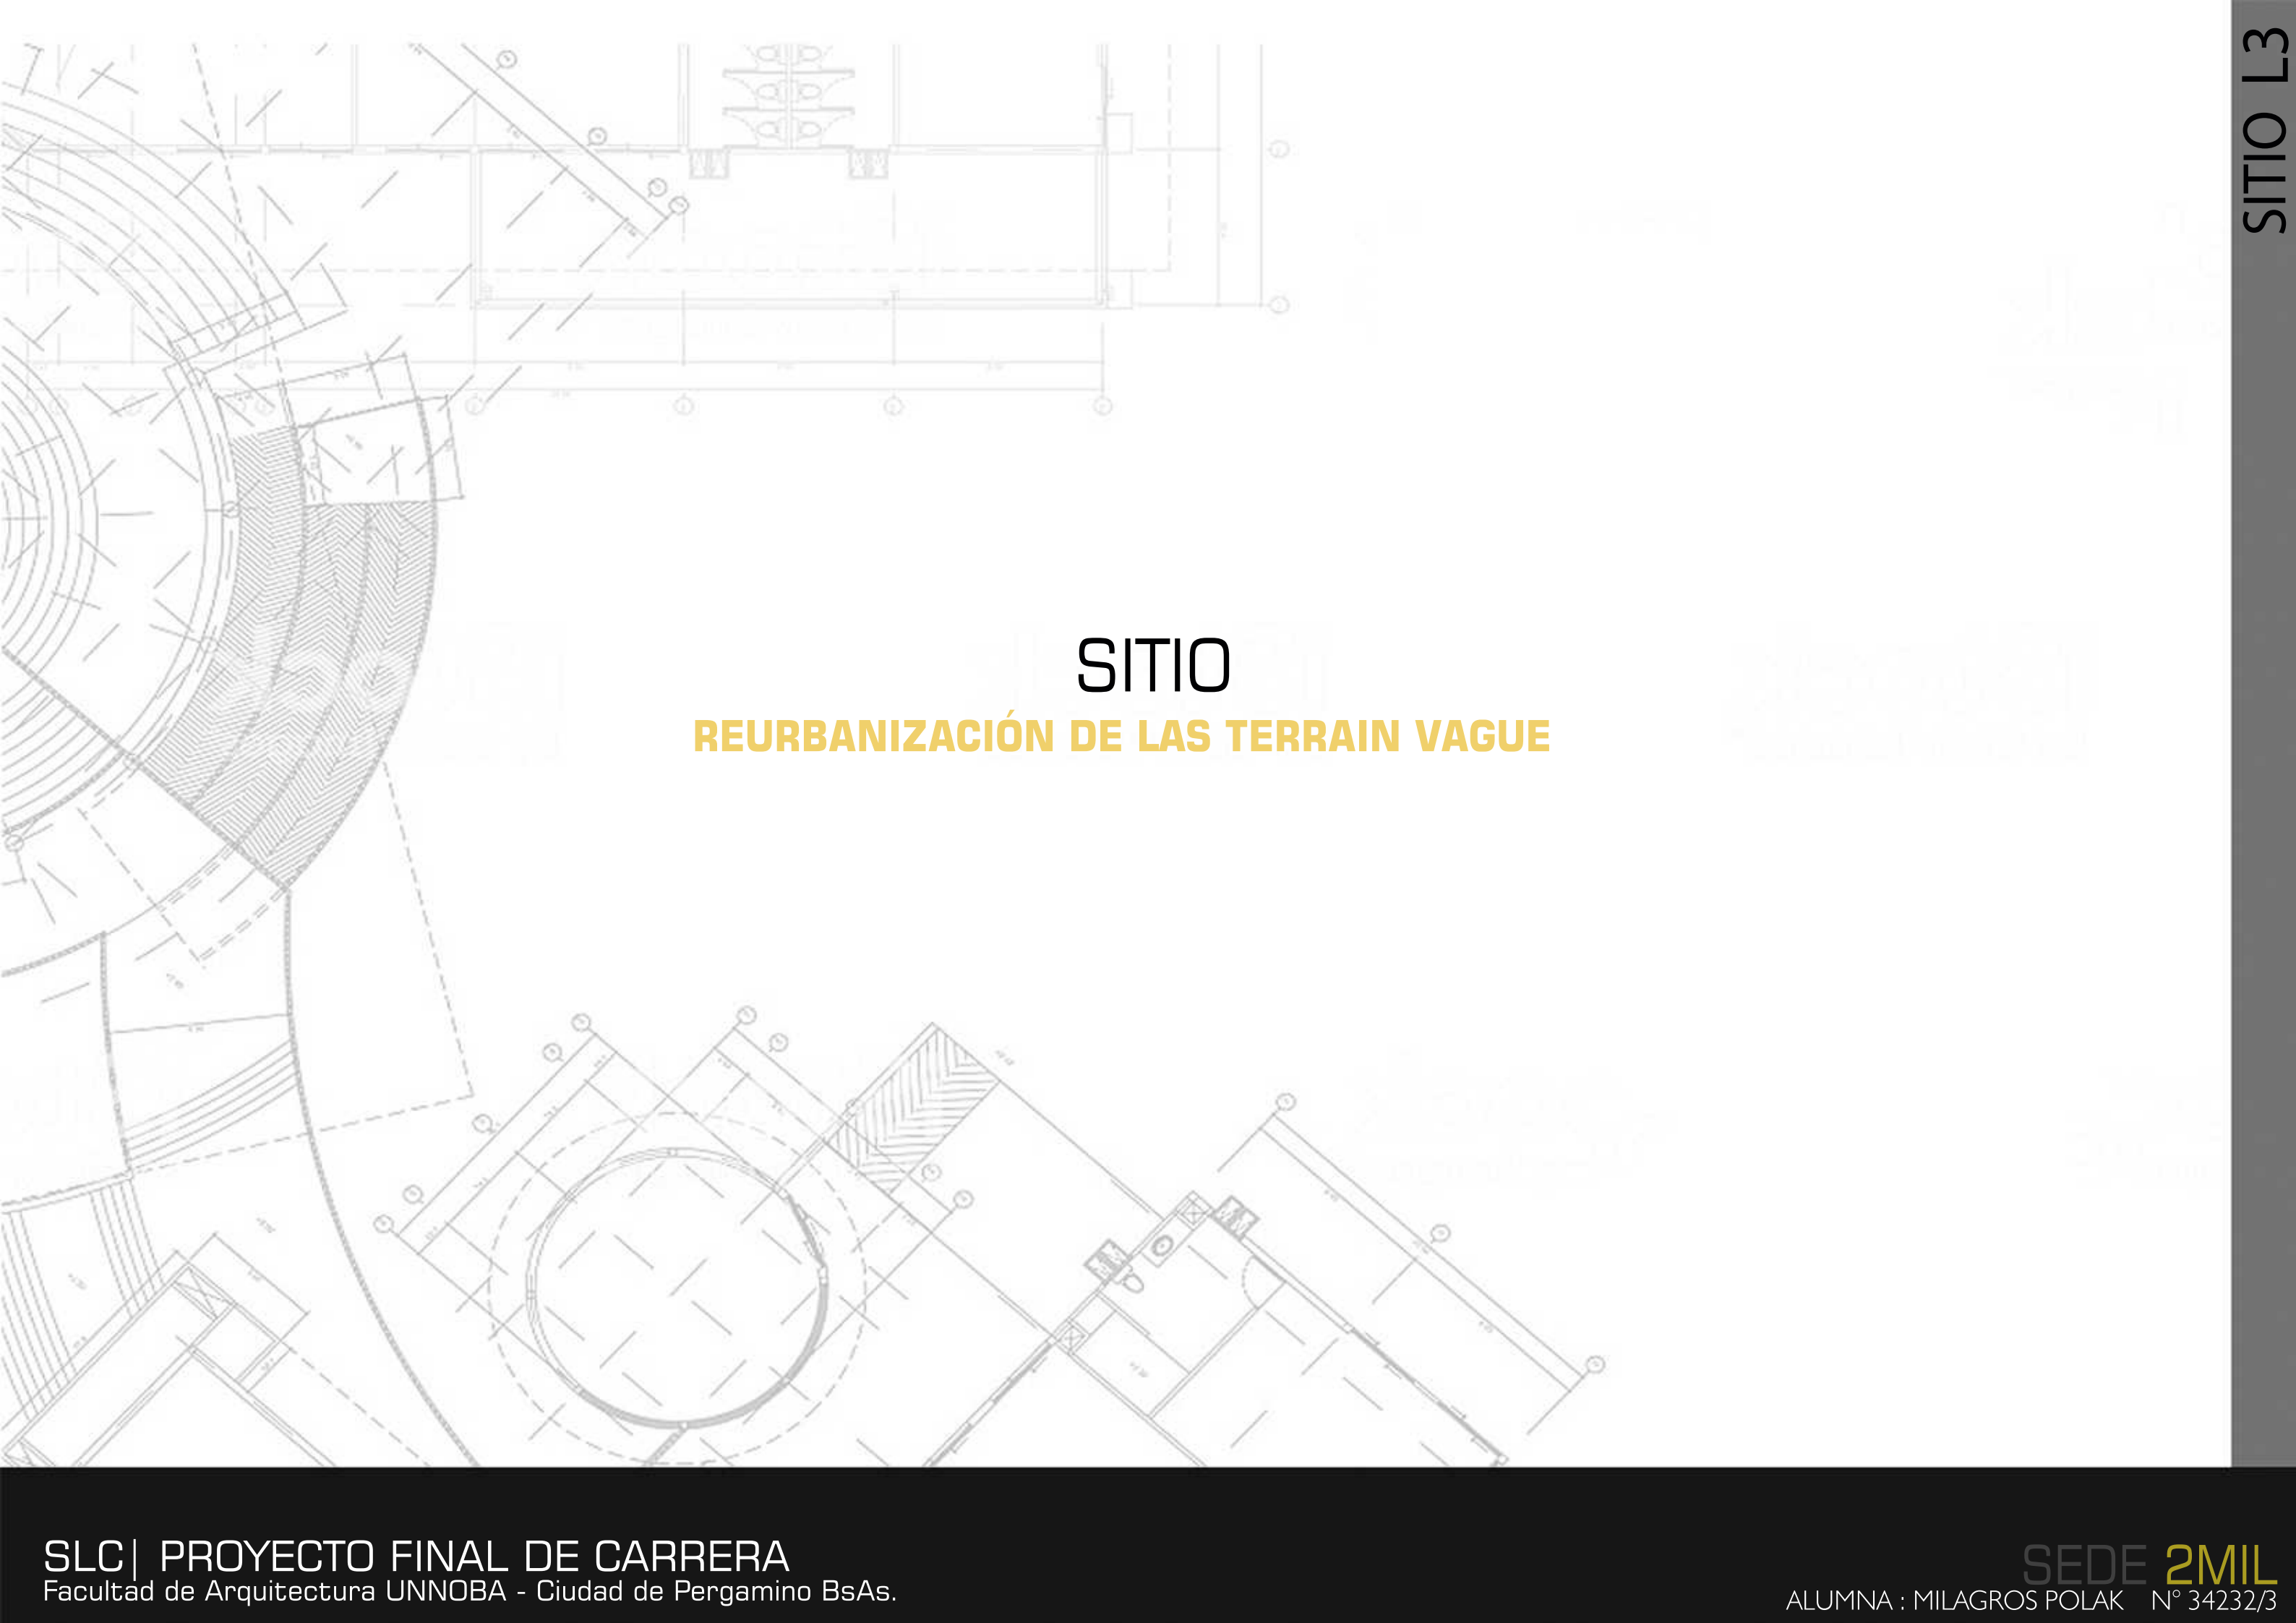 SITIO L3
SITIO
REURBANIZACIÓN DE LAS TERRAIN VAGUE
SLC| PROYECTO FINAL DE CARRERA
Facultad de Arquitectura UNNOBA - Ciudad de Pergamino BsAs.
SEDE 2MIL
ALUMNA : MILAGROS POLAK N° 34232/3